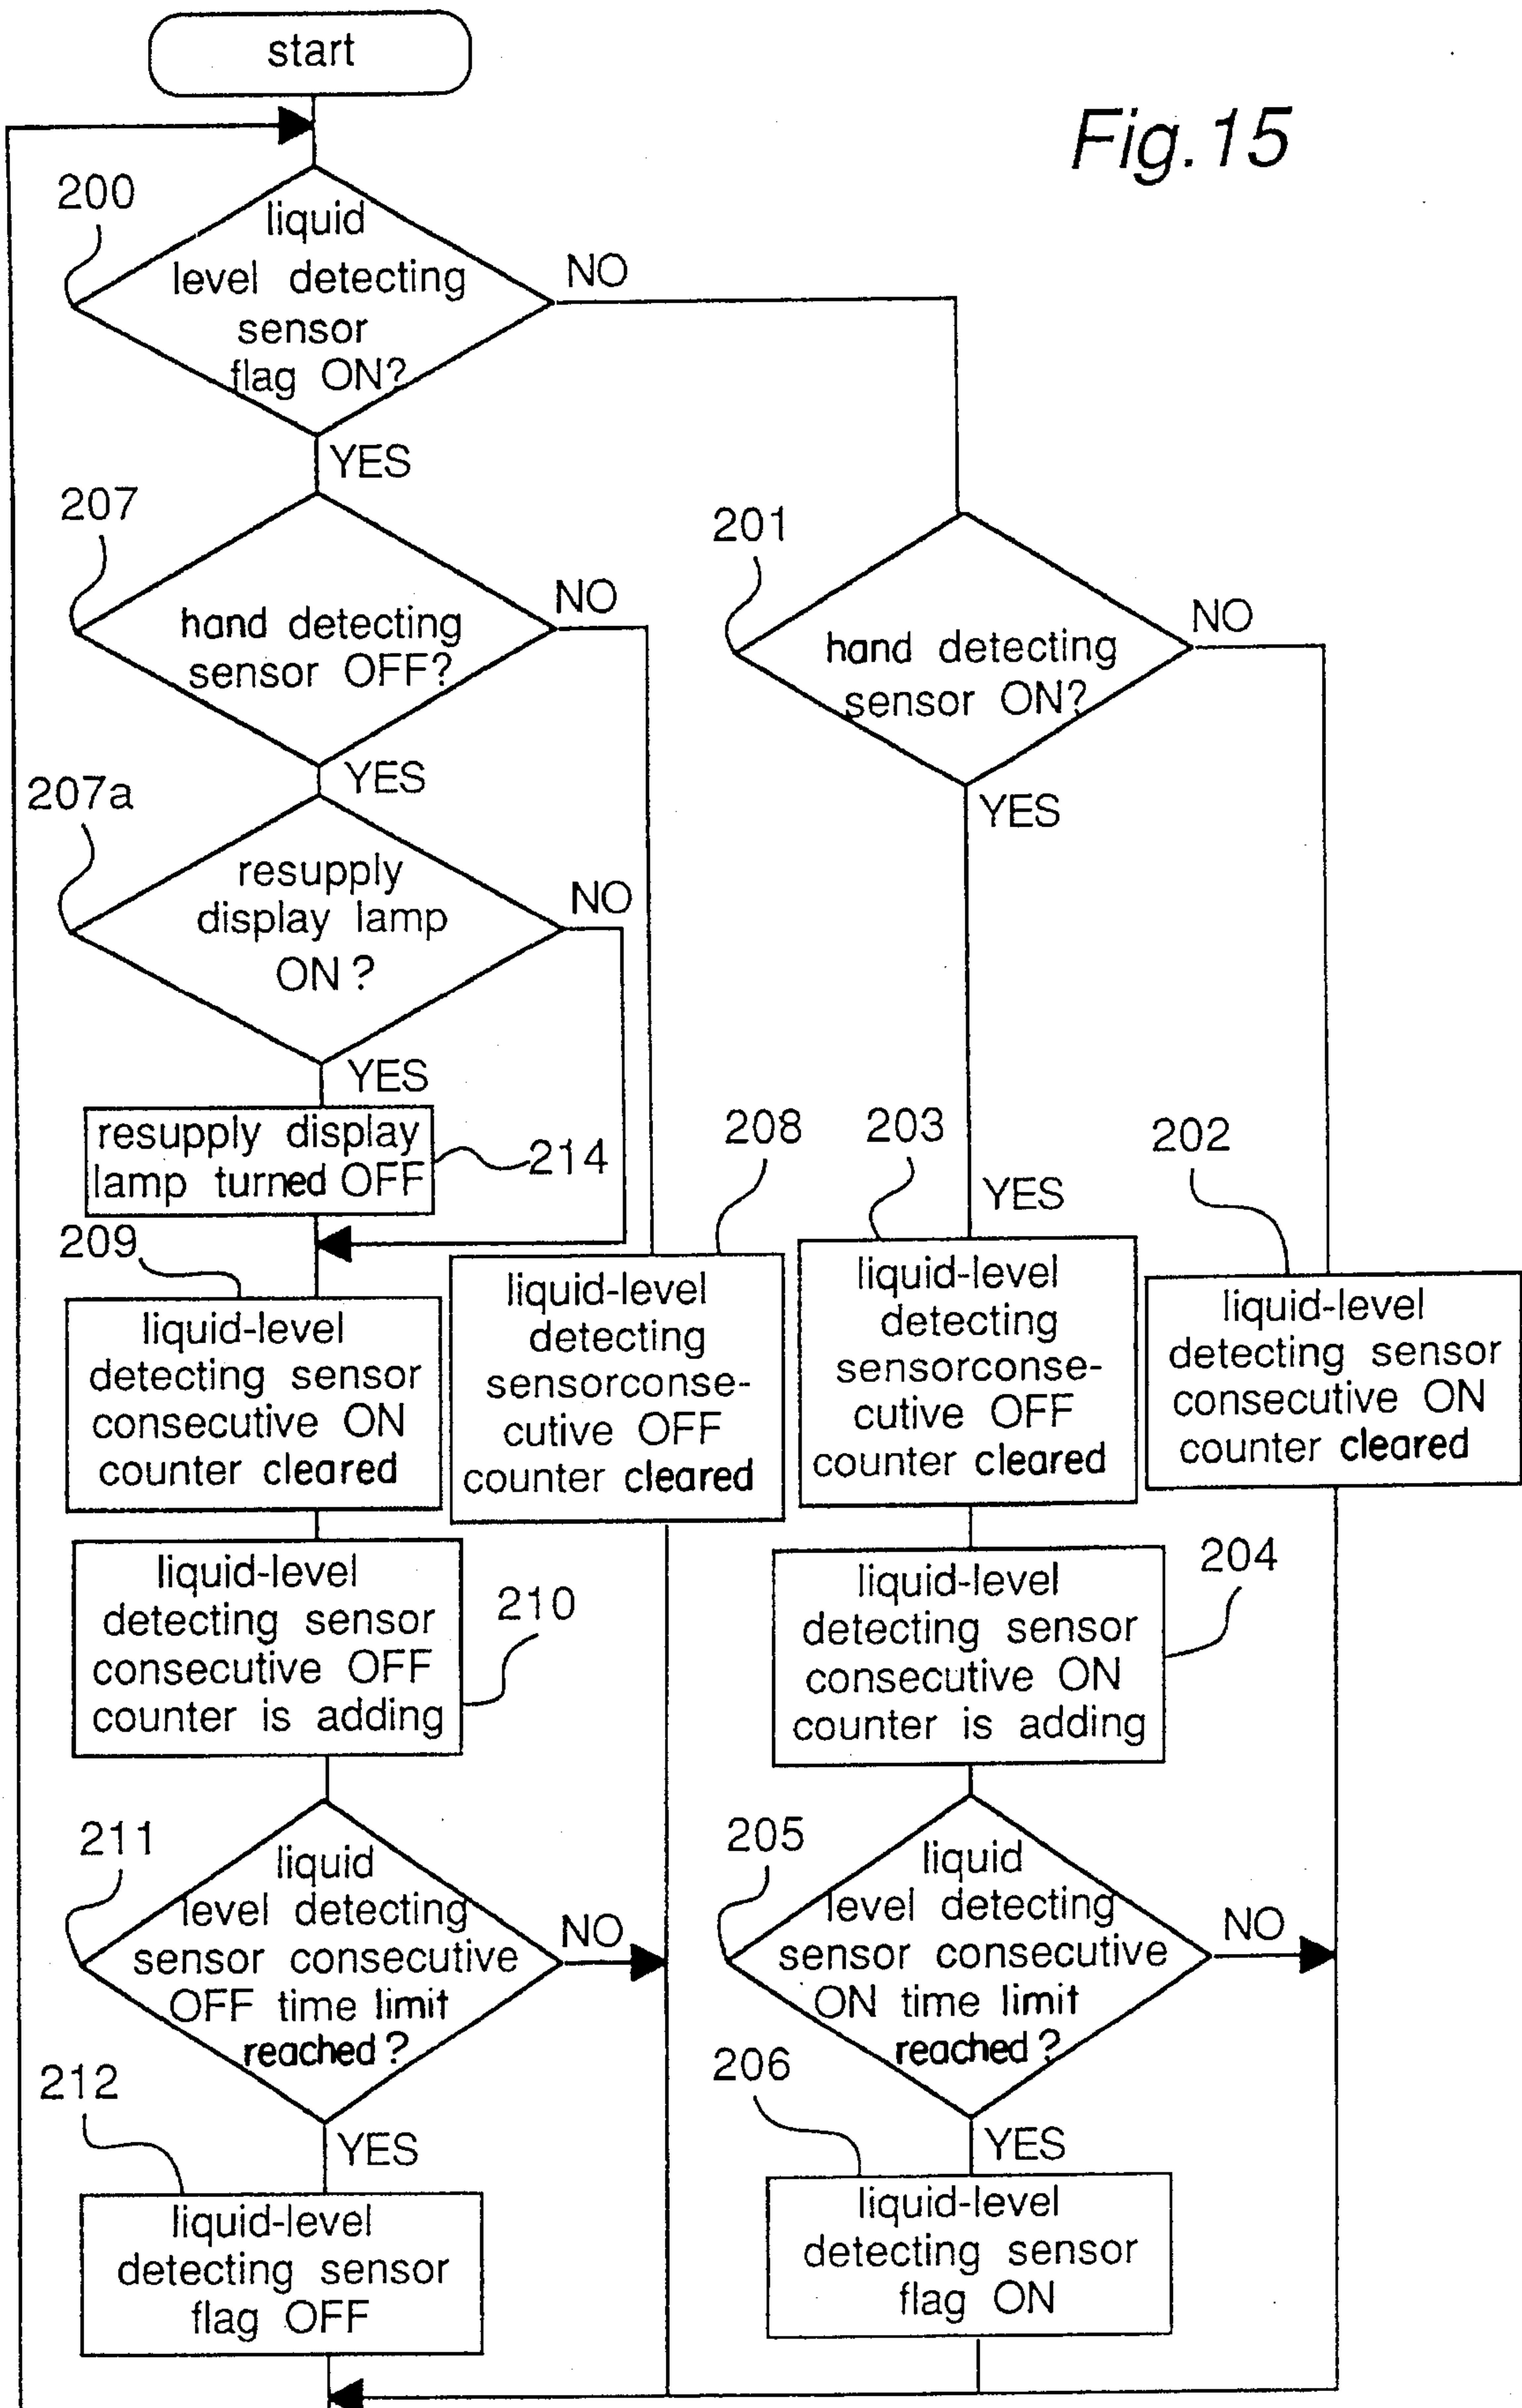 start
Fig.15
200
liquid
level detecting
sensor
flag ON?
NO
YES
207
hand detecting
sensor OFF?
NO
YES
201
hand detecting
sensor ON?
NO
YES
207a
resupply
display lamp
ON?
NO
YES
resupply display
lamp turned OFF
214
208
203
YES
202
209
liquid-level
detecting sensor
consecutive ON
counter cleared
liquid-level
detecting
sensorconse-
cutive OFF
counter cleared
liquid-level
detecting
sensorconse-
cutive OFF
counter cleared
liquid-level
detecting sensor
consecutive ON
counter cleared
liquid-level
detecting sensor
consecutive OFF
counter is adding
210
liquid-level
detecting sensor
consecutive ON
counter is adding
204
211
liquid
level detecting
sensor consecutive
OFF time limit
reached?
NO
YES
205
liquid
level detecting
sensor consecutive
ON time limit
reached?
NO
YES
212
liquid-level
detecting sensor
flag OFF
206
liquid-level
detecting sensor
flag ON